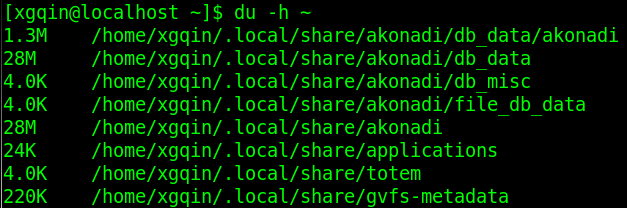 [xgqin@localhost ~]$ du -h ~
1.3M	/home/xgqin/.local/share/akonadi/db_data/akonadi
28M	/home/xgqin/.local/share/akonadi/db_data
4.0K	/home/xgqin/.local/share/akonadi/db_misc
4.0K	/home/xgqin/.local/share/akonadi/file_db_data
28M	/home/xgqin/.local/share/akonadi
24K	/home/xgqin/.local/share/applications
4.0K	/home/xgqin/.local/share/totem
220K	/home/xgqin/.local/share/gvfs-metadata